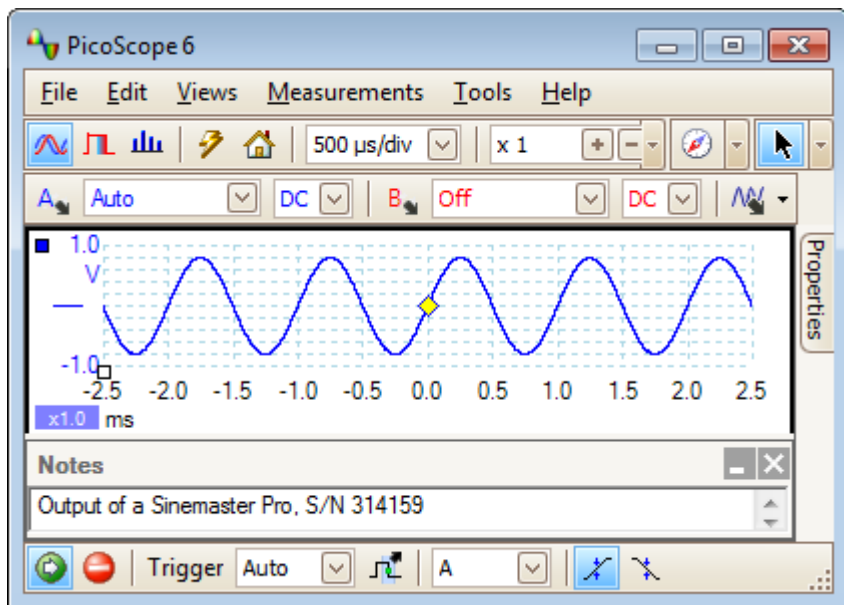 PicoScope 6
File Edit Views Measurements Tools Help
500 µs/div x 1
A Auto DC B Off DC
1.0
V
-1.0
-2.5 -2.0 -1.5 -1.0 -0.5 0.0 0.5 1.0 1.5 2.0 2.5
x1.0 ms
Properties
Notes
Output of a Sinemaster Pro, S/N 314159
Trigger Auto A